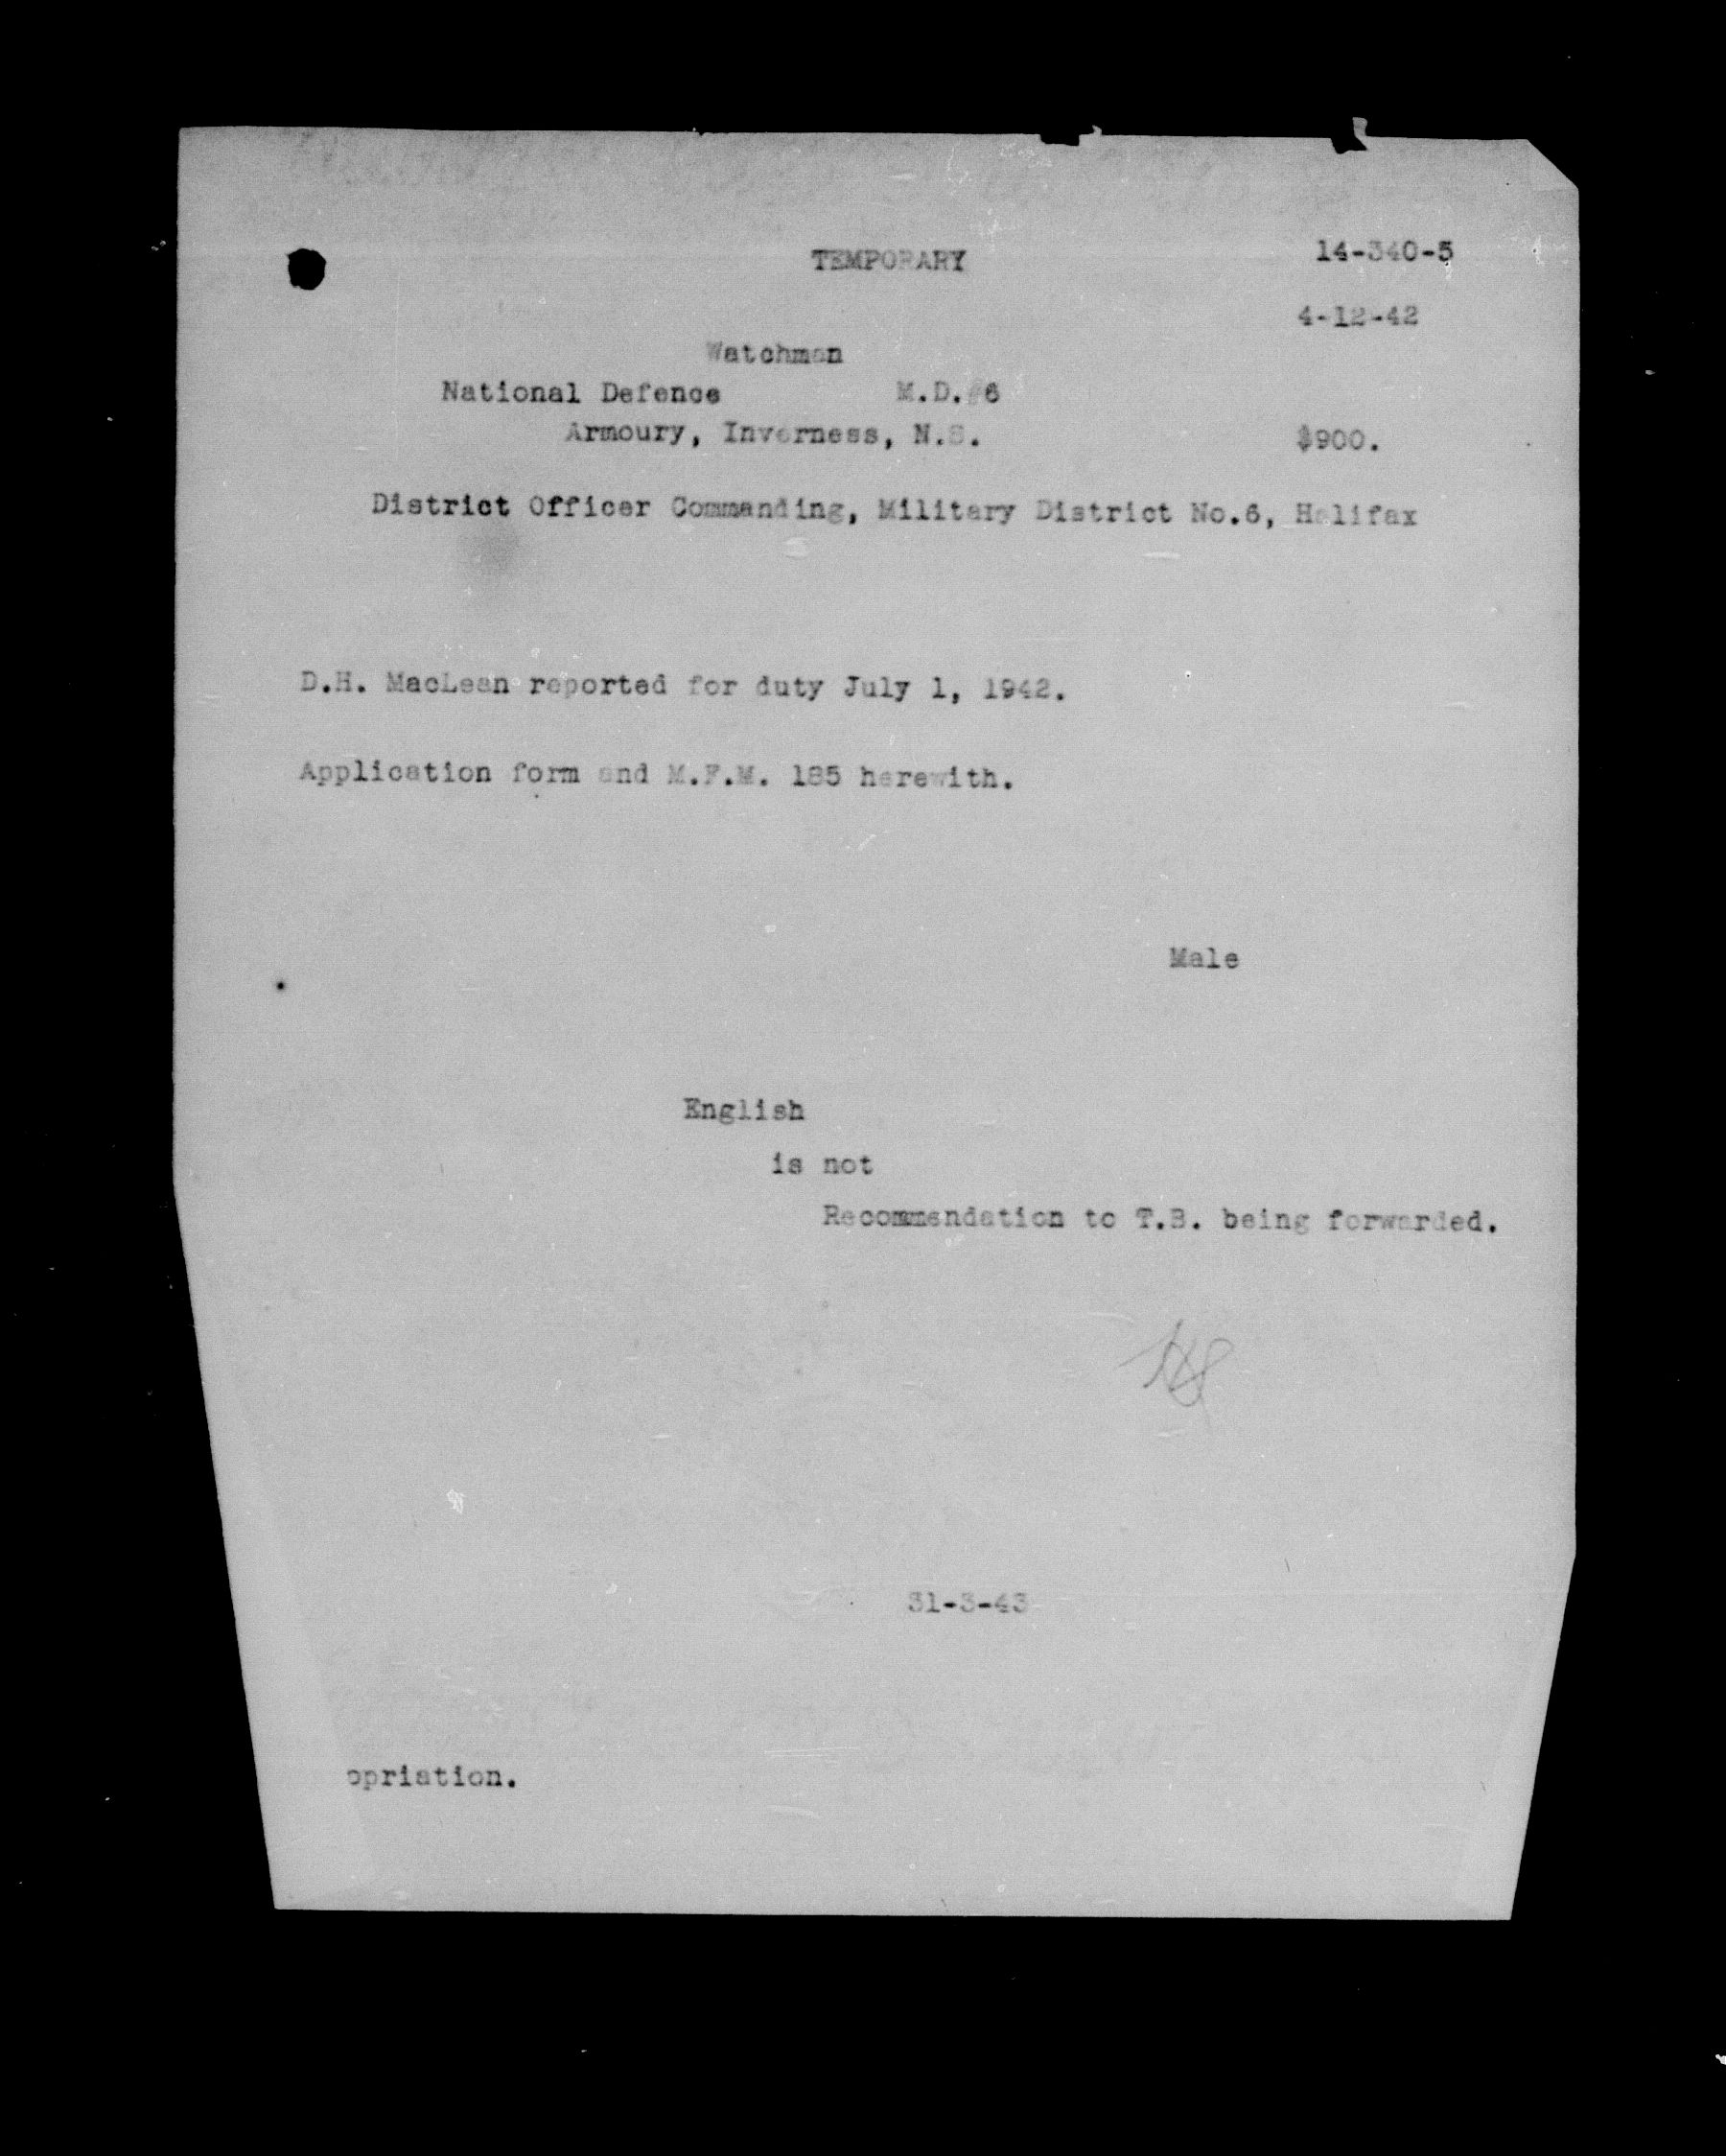 TEMPORARY 14-340-5
4-12-42
Watchman
National Defence M.D.#6
Armoury, Inverness, N.S. $900.
District Officer Commanding, Military District No.6, Halifax
D.H. MacLean reported for duty July 1, 1942.
Application form and M.F.M. 185 herewith.
Male
English
is not
Recommendation to T.B. being forwarded.
31-3-43
opriation.